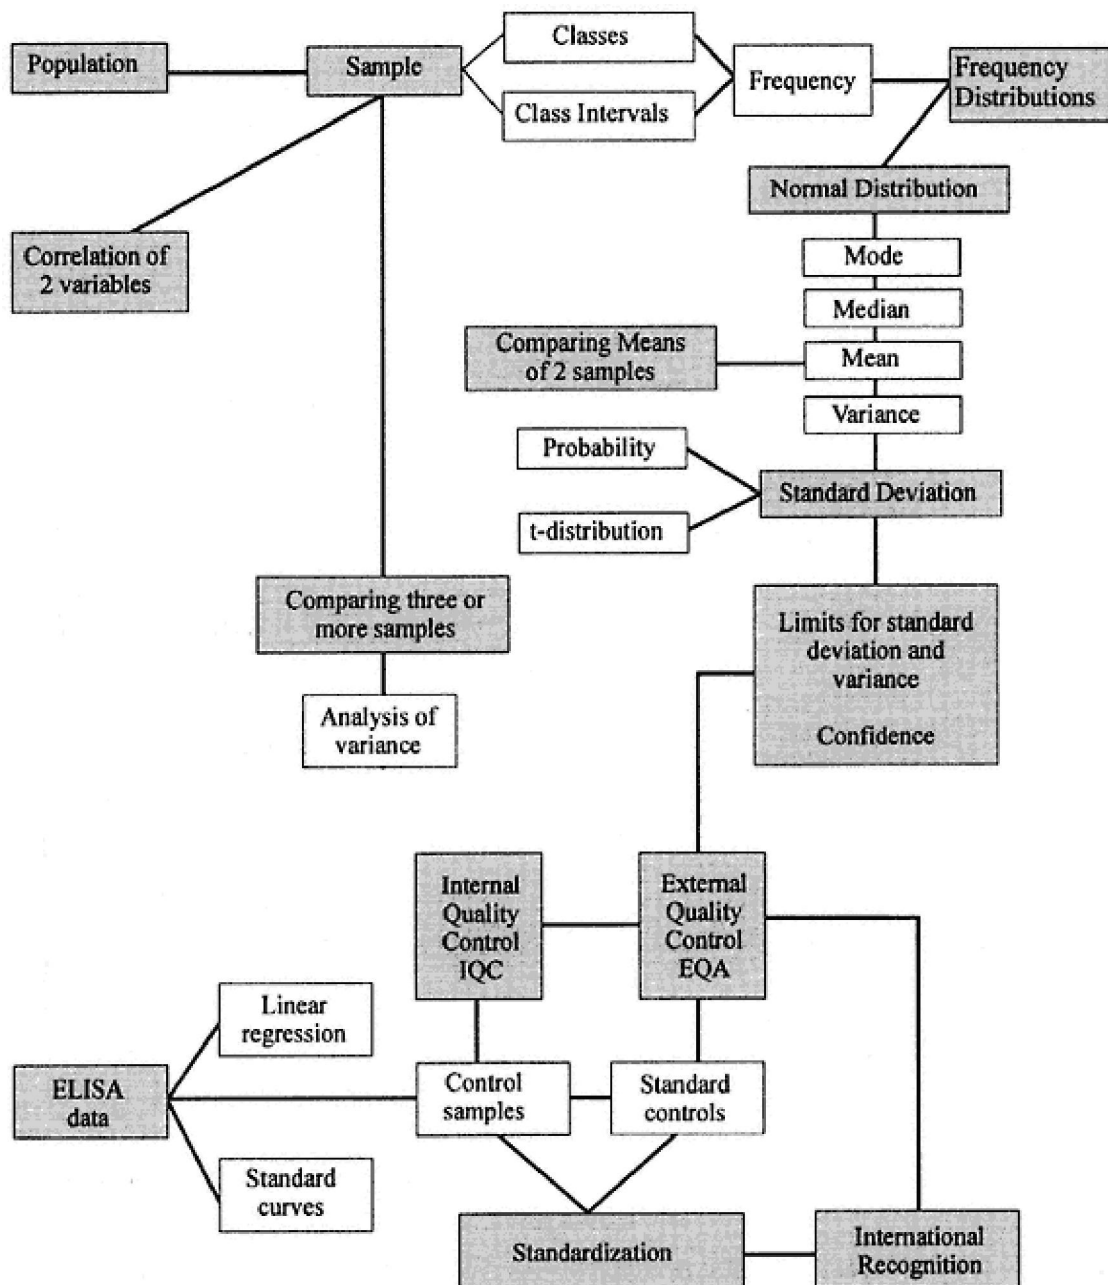 Population
Sample
Classes
Class Intervals
Frequency
Frequency
Distributions
Normal Distribution
Correlation of
2 variables
Mode
Median
Comparing Means
of 2 samples
Mean
Variance
Probability
Standard Deviation
t-distribution
Comparing three or
more samples
Limits for standard
deviation and
variance
Confidence
Analysis of
variance
Internal
Quality
Control
IQC
External
Quality
Control
EQA
Linear
regression
ELISA
data
Control
samples
Standard
controls
Standard
curves
Standardization
International
Recognition